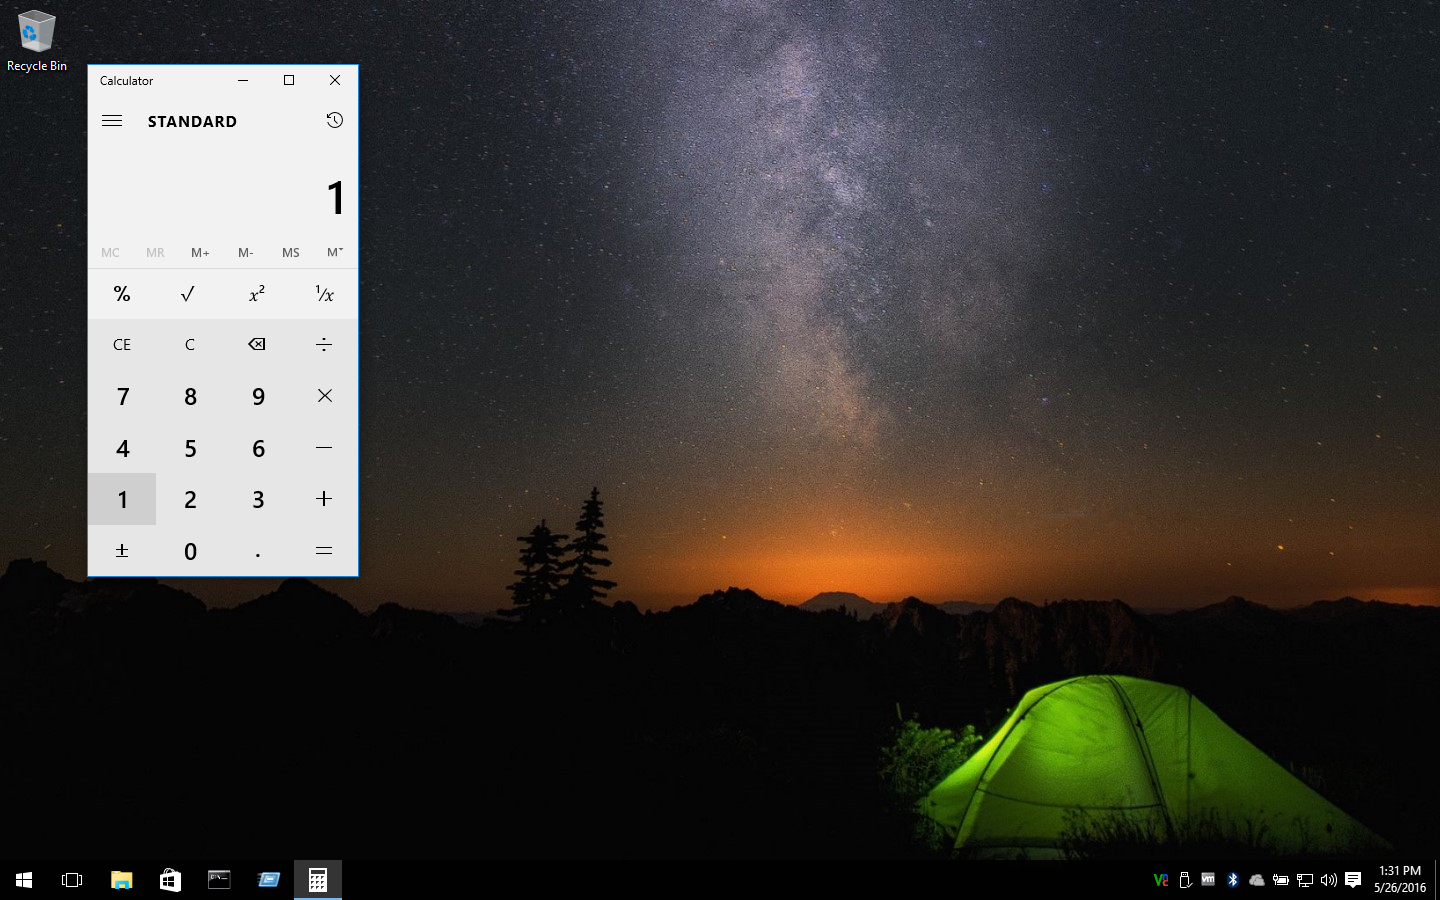 Recycle Bin
Calculator
STANDARD
1
MC MR M+ M- MS M˅
% √ x² ¹/x
CE C ÷
7 8 9 ×
4 5 6 −
1 2 3 +
± 0 . =
1:31 PM
5/26/2016